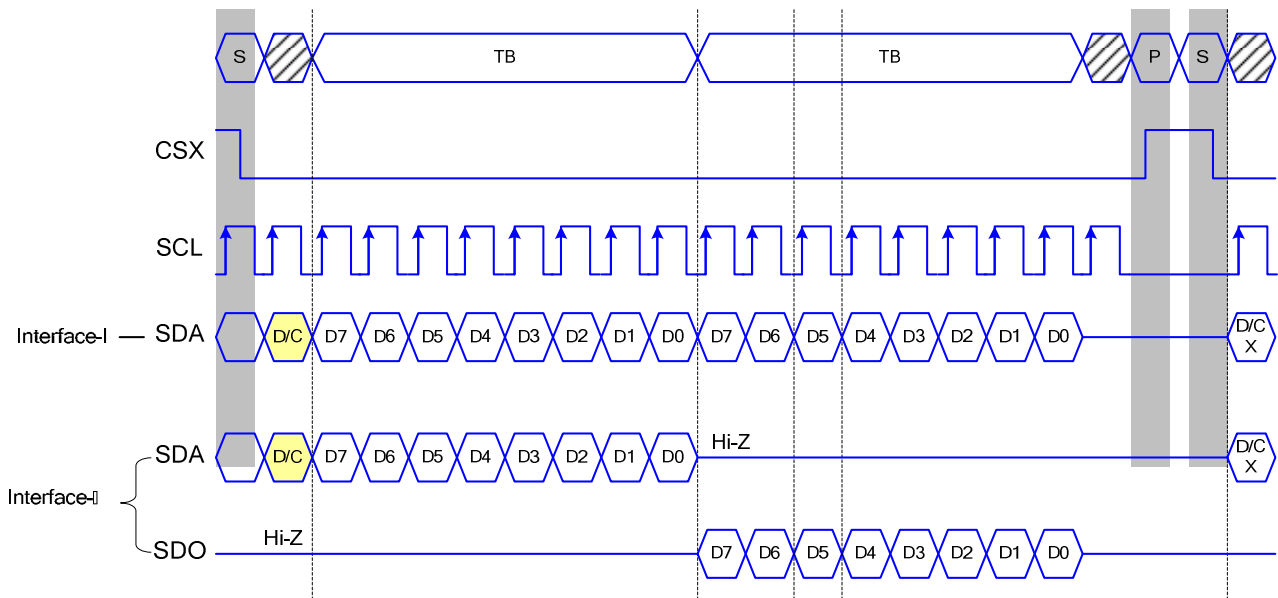 S TB TB P S
CSX
SCL
Interface-I SDA D/C D7 D6 D5 D4 D3 D2 D1 D0 D7 D6 D5 D4 D3 D2 D1 D0 D/C
X
SDA D/C D7 D6 D5 D4 D3 D2 D1 D0 Hi-Z D/C
X
Interface-▯
SDO Hi-Z D7 D6 D5 D4 D3 D2 D1 D0